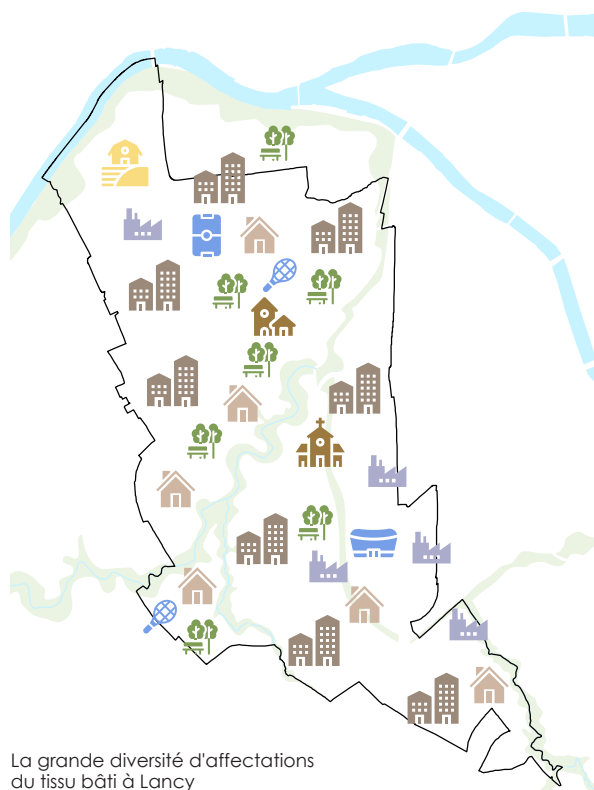 La grande diversité d'affectations
du tissu bâti à Lancy